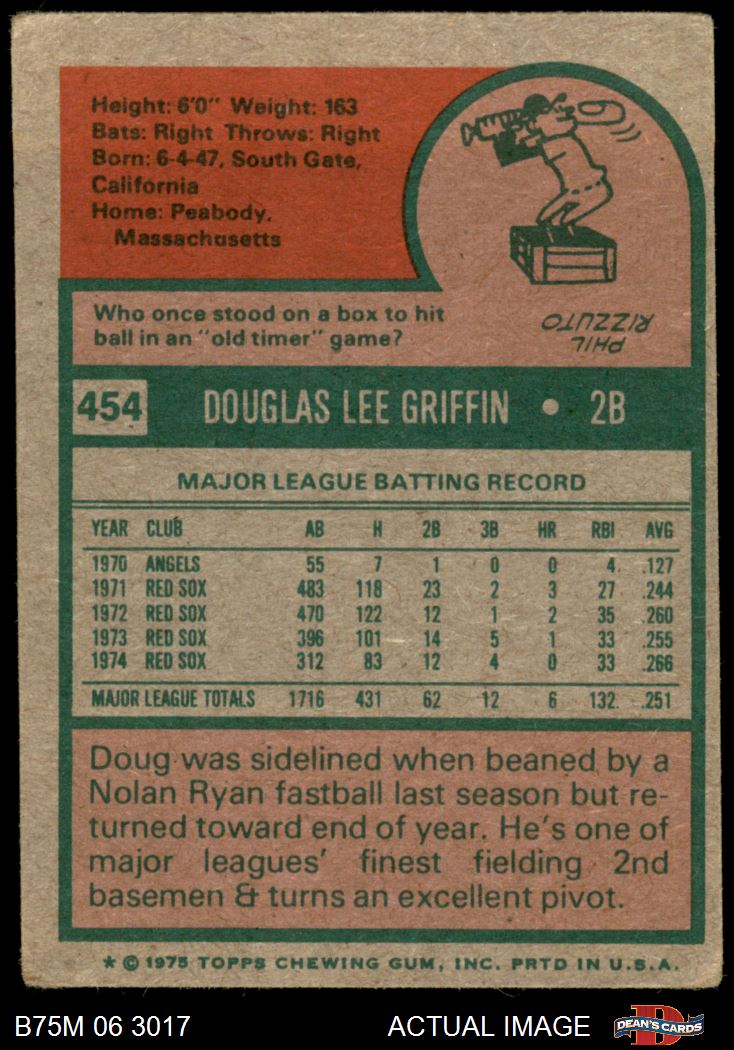 Height: 6'0" Weight: 163
Bats: Right Throws: Right
Born: 6-4-47, South Gate,
California
Home: Peabody,
Massachusetts
Who once stood on a box to hit
ball in an "old timer" game?
PHIL
RIZZUTO
454 DOUGLAS LEE GRIFFIN • 2B
MAJOR LEAGUE BATTING RECORD
YEAR CLUB AB H 2B 3B HR RBI AVG
1970 ANGELS 55 7 1 0 0 4 .127
1971 RED SOX 483 118 23 2 3 27 .244
1972 RED SOX 470 122 12 1 2 35 .260
1973 RED SOX 396 101 14 5 1 33 .255
1974 RED SOX 312 83 12 4 0 33 .266
MAJOR LEAGUE TOTALS 1716 431 62 12 6 132 .251
Doug was sidelined when beaned by a
Nolan Ryan fastball last season but re-
turned toward end of year. He's one of
major leagues' finest fielding 2nd
basemen & turns an excellent pivot.
* © 1975 TOPPS CHEWING GUM, INC. PRTD IN U.S.A.
B75M 06 3017 ACTUAL IMAGE DEAN'S CARDS